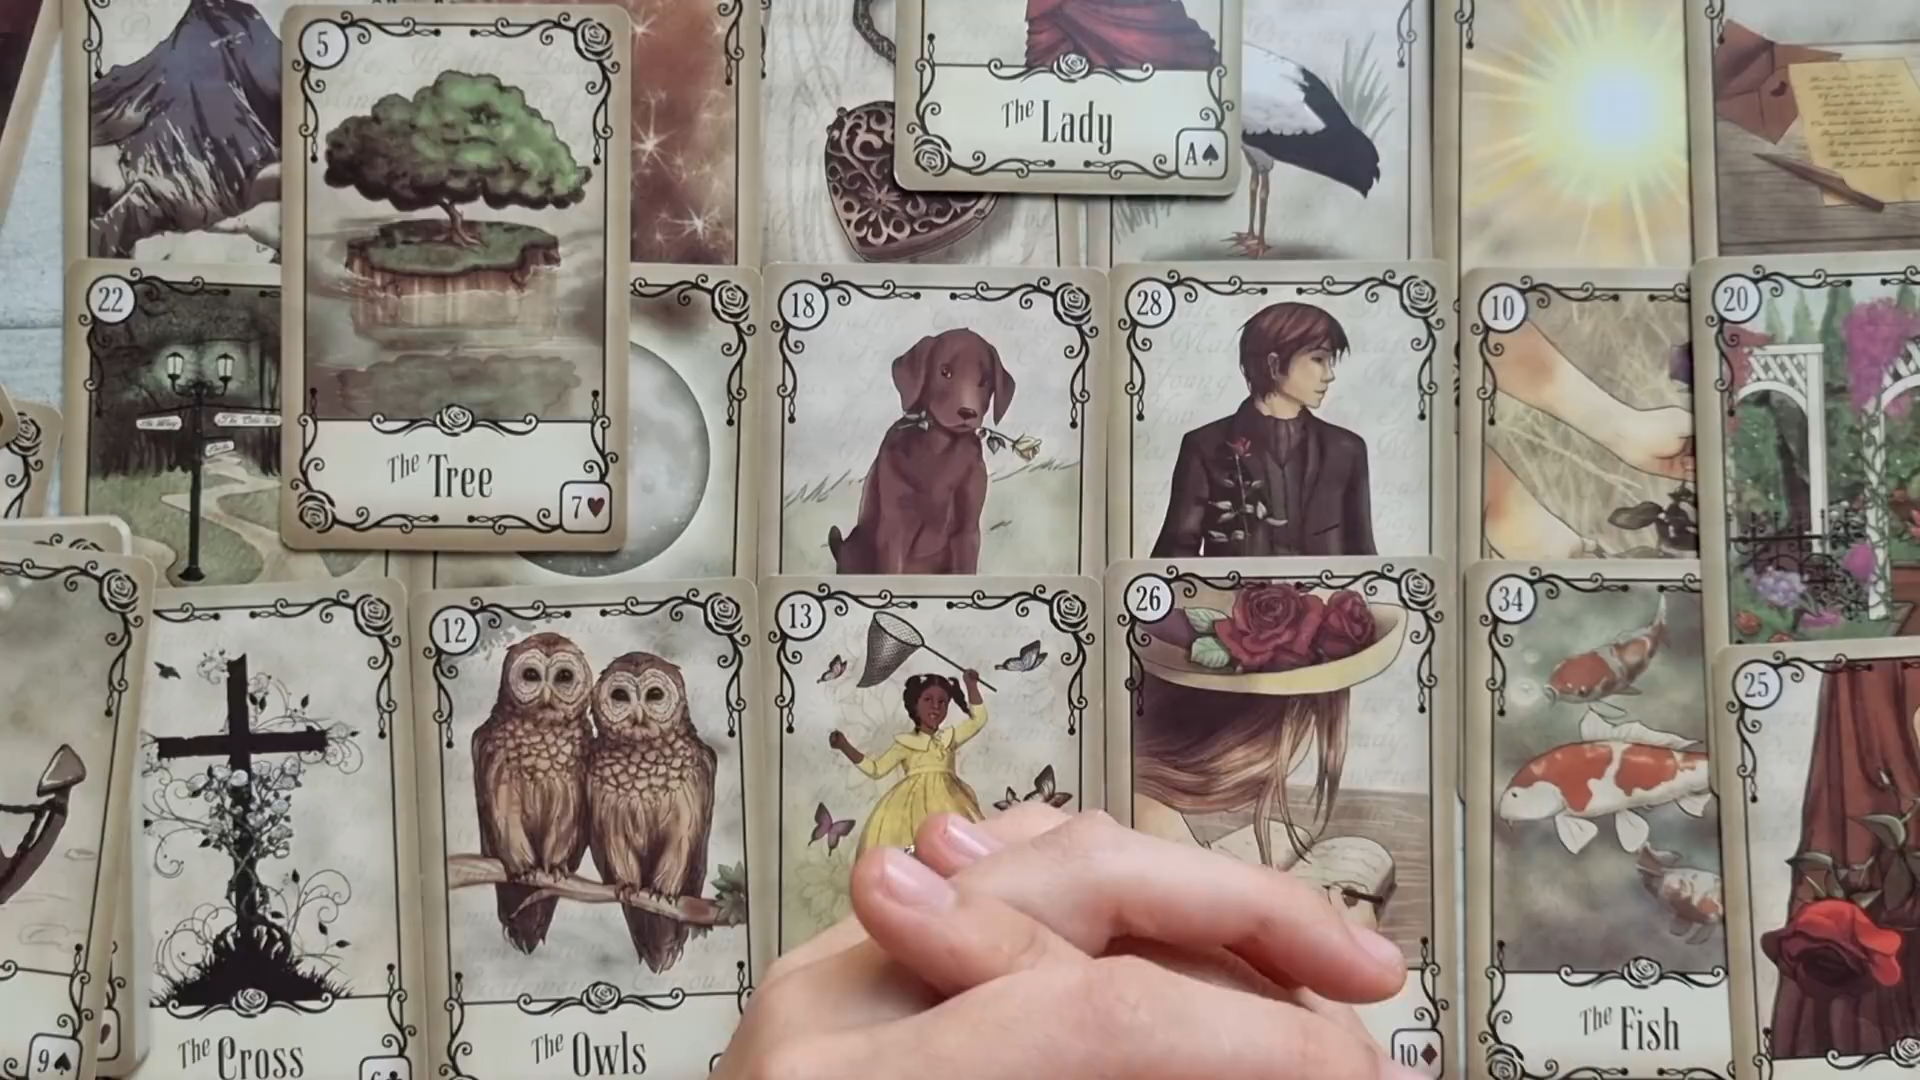 5
The Lady
A♠
The Tree
7♥
22
18
28
10
20
12
13
26
34
25
The Cross
The Owls
The Fish
9♠
10♦